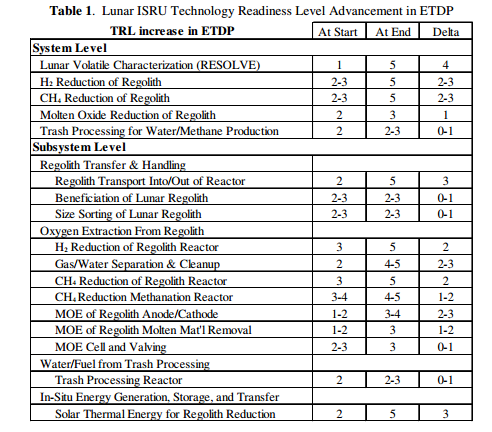 Table 1. Lunar ISRU Technology Readiness Level Advancement in ETDP
TRL increase in ETDP At Start At End Delta
System Level
Lunar Volatile Characterization (RESOLVE) 1 5 4
H₂ Reduction of Regolith 2-3 5 2-3
CH₄ Reduction of Regolith 2-3 5 2-3
Molten Oxide Reduction of Regolith 2 3 1
Trash Processing for Water/Methane Production 2 2-3 0-1
Subsystem Level
Regolith Transfer & Handling
Regolith Transport Into/Out of Reactor 2 5 3
Beneficiation of Lunar Regolith 2-3 2-3 0-1
Size Sorting of Lunar Regolith 2-3 2-3 0-1
Oxygen Extraction From Regolith
H₂ Reduction of Regolith Reactor 3 5 2
Gas/Water Separation & Cleanup 2 4-5 2-3
CH₄ Reduction of Regolith Reactor 3 5 2
CH₄ Reduction Methanation Reactor 3-4 4-5 1-2
MOE of Regolith Anode/Cathode 1-2 3-4 2-3
MOE of Regolith Molten Mat'l Removal 1-2 3 1-2
MOE Cell and Valving 2-3 3 0-1
Water/Fuel from Trash Processing
Trash Processing Reactor 2 2-3 0-1
In-Situ Energy Generation, Storage, and Transfer
Solar Thermal Energy for Regolith Reduction 2 5 3